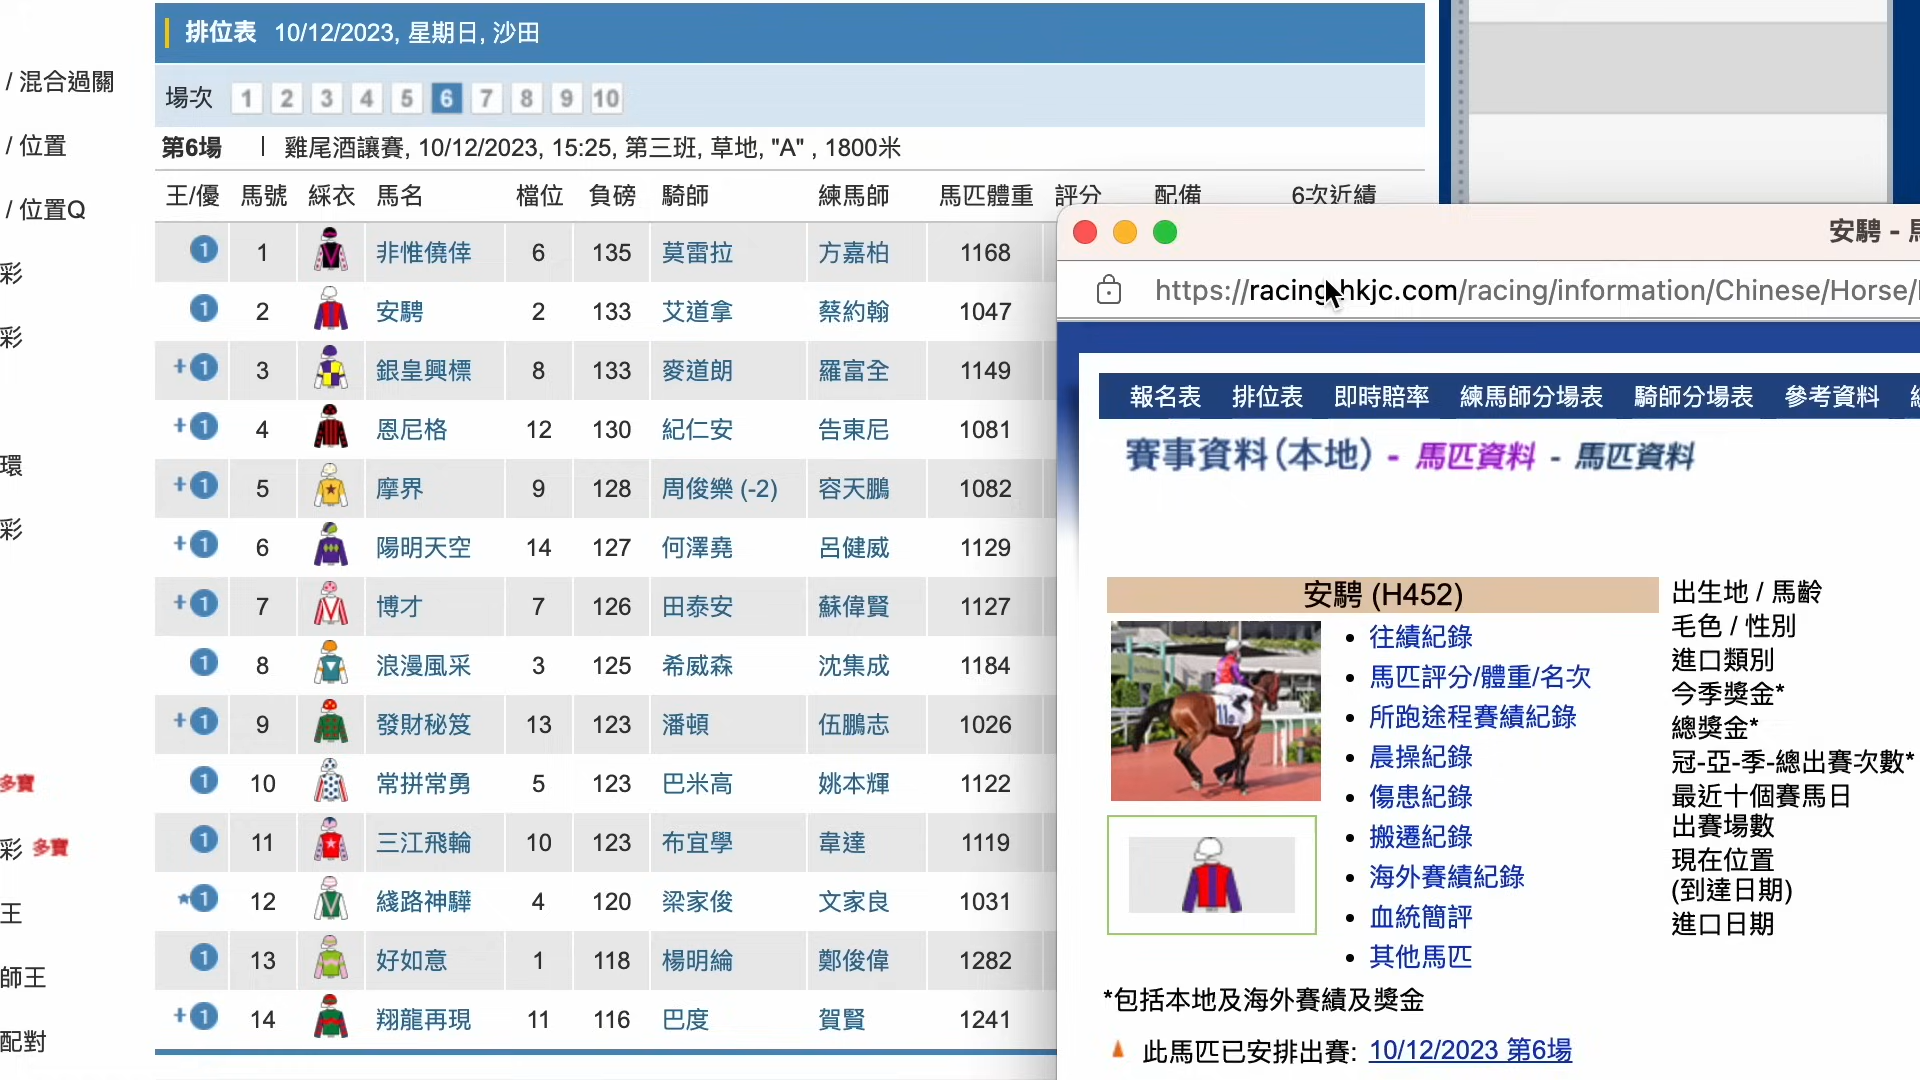 排位表 10/12/2023, 星期日, 沙田
/ 混合過關
場次 1 2 3 4 5 6 7 8 9 10
/ 位置
第6場 | 雞尾酒讓賽, 10/12/2023, 15:25, 第三班, 草地, "A" , 1800米
/ 位置Q
王/優 馬號 綵衣 馬名 檔位 負磅 騎師 練馬師 馬匹體重 評分 配備 6次近績
1 1 非惟僥倖 6 135 莫雷拉 方嘉柏 1168
彩
1 2 安騁 2 133 艾道拿 蔡約翰 1047
彩
+ 1 3 銀皇興標 8 133 麥道朗 羅富全 1149
+ 1 4 恩尼格 12 130 紀仁安 告東尼 1081
環
+ 1 5 摩界 9 128 周俊樂 (-2) 容天鵬 1082
彩
+ 1 6 陽明天空 14 127 何澤堯 呂健威 1129
+ 1 7 博才 7 126 田泰安 蘇偉賢 1127
1 8 浪漫風采 3 125 希威森 沈集成 1184
+ 1 9 發財秘笈 13 123 潘頓 伍鵬志 1026
多寶
1 10 常拼常勇 5 123 巴米高 姚本輝 1122
彩 多寶
1 11 三江飛輪 10 123 布宜學 韋達 1119
王
★ 1 12 綫路神驊 4 120 梁家俊 文家良 1031
師王
1 13 好如意 1 118 楊明綸 鄭俊偉 1282
配對
+ 1 14 翔龍再現 11 116 巴度 賀賢 1241
安騁 -
https://racing.hkjc.com/racing/information/Chinese/Horse/
報名表 排位表 即時賠率 練馬師分場表 騎師分場表 參考資料
賽事資料(本地) - 馬匹資料 - 馬匹資料
安騁 (H452)
• 往績紀錄
• 馬匹評分/體重/名次
• 所跑途程賽績紀錄
• 晨操紀錄
• 傷患紀錄
• 搬遷紀錄
• 海外賽績紀錄
• 血統簡評
• 其他馬匹
出生地 / 馬齡
毛色 / 性別
進口類別
今季獎金*
總獎金*
冠-亞-季-總出賽次數*
最近十個賽馬日
出賽場數
現在位置
(到達日期)
進口日期
*包括本地及海外賽績及獎金
此馬匹已安排出賽: 10/12/2023 第6場